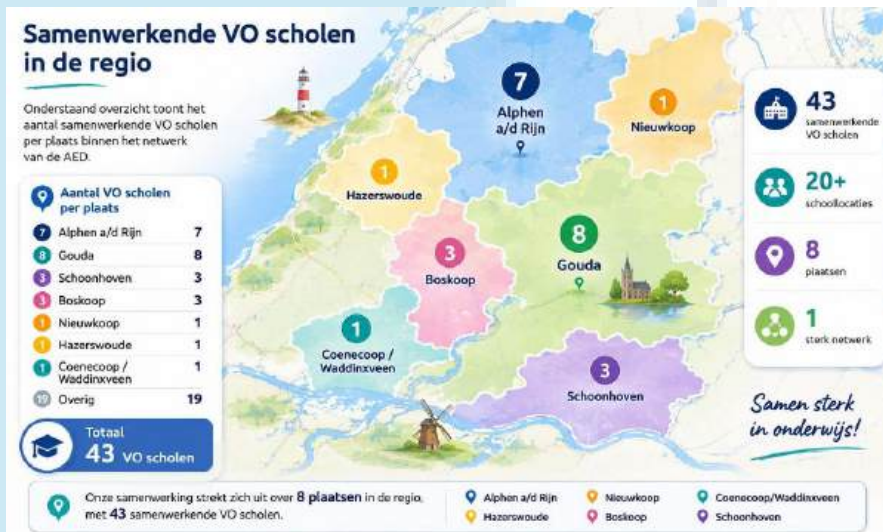 Samenwerkende VO scholen
in de regio
Onderstaand overzicht toont het
aantal samenwerkende VO scholen
per plaats binnen het netwerk
van de AED.
Aantal VO scholen
per plaats
7 Alphen a/d Rijn 7
8 Gouda 8
3 Schoonhoven 3
3 Boskoop 3
1 Nieuwkoop 1
1 Hazerswoude 1
1 Coenecoop /
Waddinxveen 1
19 Overig 19
Totaal
43 VO scholen
7
Alphen
a/d Rijn
1
Nieuwkoop
1
Hazerswoude
3
Boskoop
8
Gouda
1
Coenecoop /
Waddinxveen
3
Schoonhoven
43
samenwerkende
VO scholen
20+
schoollocaties
8
plaatsen
1
sterk netwerk
Samen sterk
in onderwijs!
Onze samenwerking strekt zich uit over 8 plaatsen in de regio,
met 43 samenwerkende VO scholen.
Alphen a/d Rijn
Nieuwkoop
Coenecoop/Waddinxveen
Hazerswoude
Boskoop
Schoonhoven